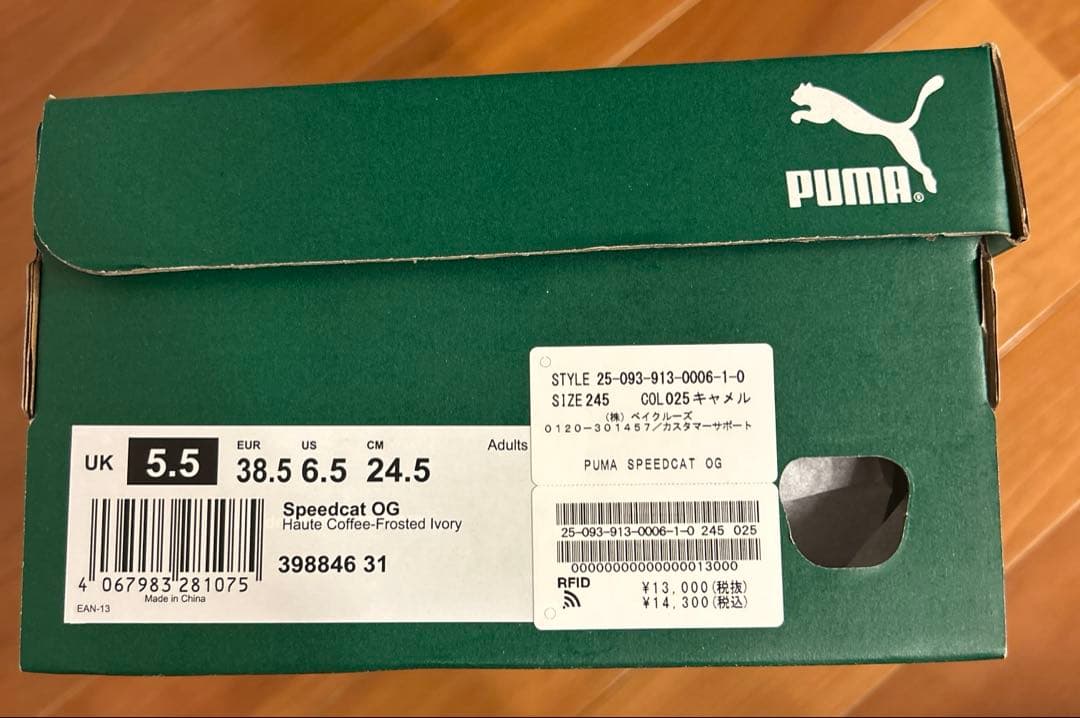 PUMA®
UK 5.5
EUR US CM
38.5 6.5 24.5
Adults
Speedcat OG
Haute Coffee-Frosted Ivory
398846 31
4 067983 281075
Made in China
EAN-13
STYLE 25-093-913-0006-1-0
SIZE 245 COL 025 キャメル
(株) ベイクルーズ
0120-301457/カスタマーサポート
PUMA SPEEDCAT OG
25-093-913-0006-1-0 245 025
RFID
¥13,000(税抜)
¥14,300(税込)